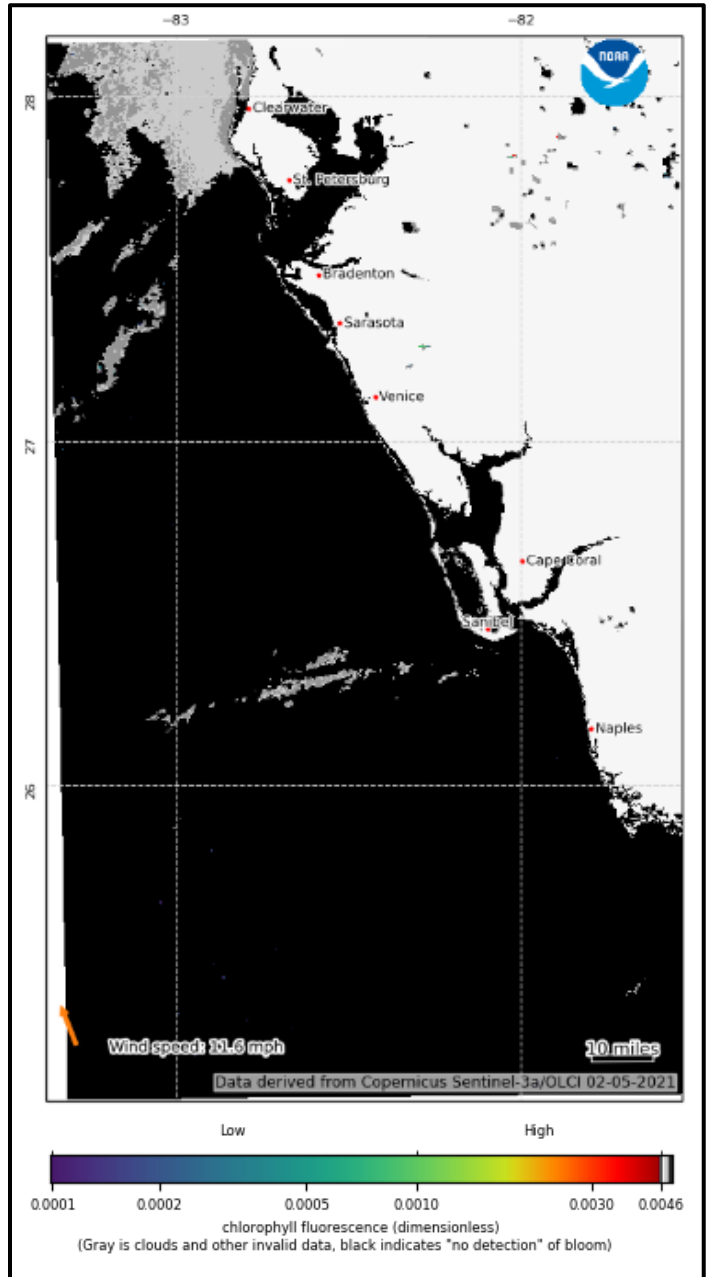 −83 −82
NOAA
28
Clearwater
St. Petersburg
Bradenton
Sarasota
Venice
27
Cape Coral
Sanibel
Naples
26
Wind speed: 11.6 mph
10 miles
Data derived from Copernicus Sentinel-3a/OLCI 02-05-2021
Low High
0.0001 0.0002 0.0005 0.0010 0.0030 0.0046
chlorophyll fluorescence (dimensionless)
(Gray is clouds and other invalid data, black indicates "no detection" of bloom)